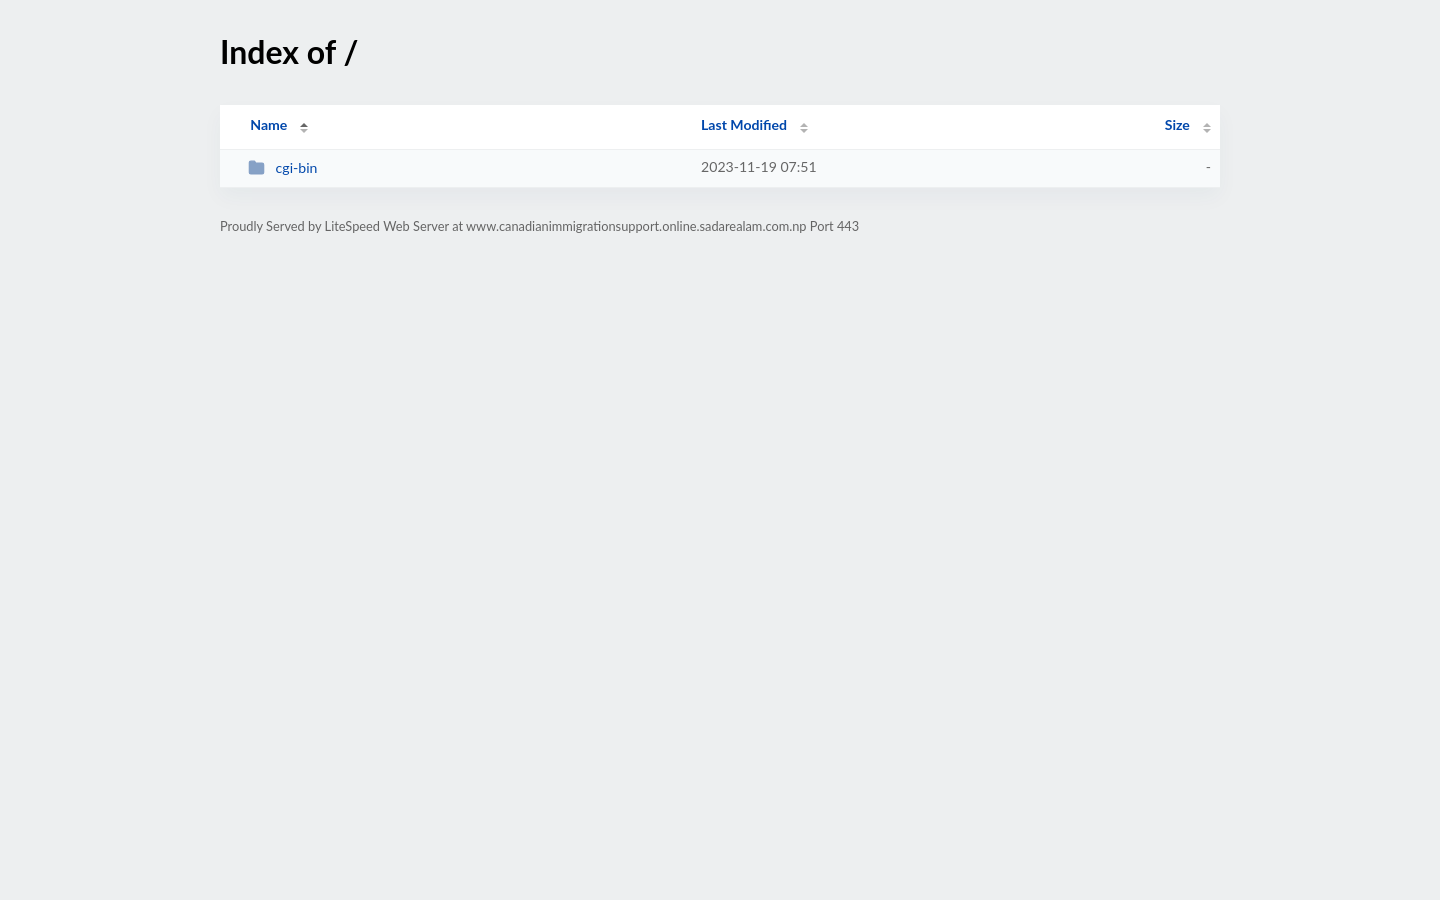 Index of /
Name Last Modified Size
cgi-bin 2023-11-19 07:51 -
Proudly Served by LiteSpeed Web Server at www.canadianimmigrationsupport.online.sadarealam.com.np Port 443